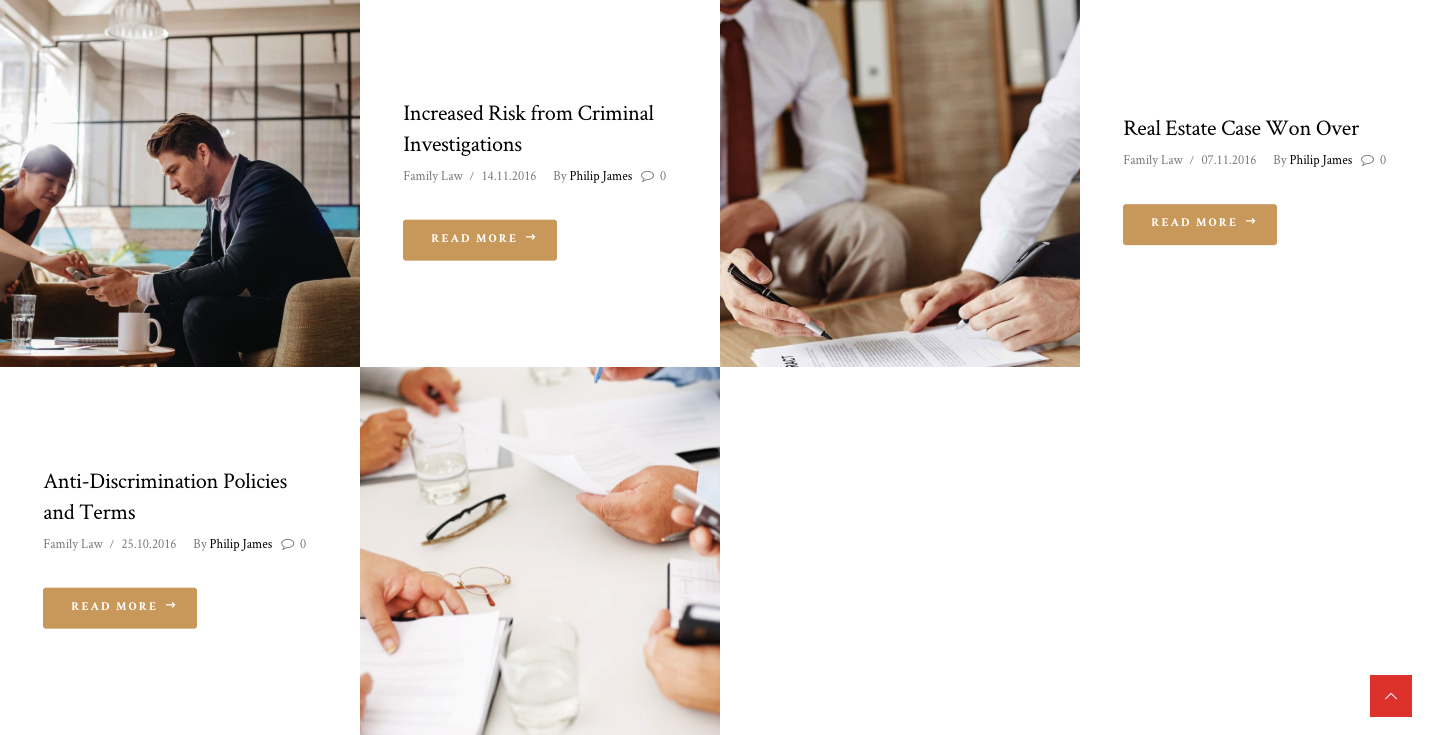 Increased Risk from Criminal
Investigations
Family Law / 14.11.2016 By Philip James 0
READ MORE →
Real Estate Case Won Over
Family Law / 07.11.2016 By Philip James 0
READ MORE →
Anti-Discrimination Policies
and Terms
Family Law / 25.10.2016 By Philip James 0
READ MORE →